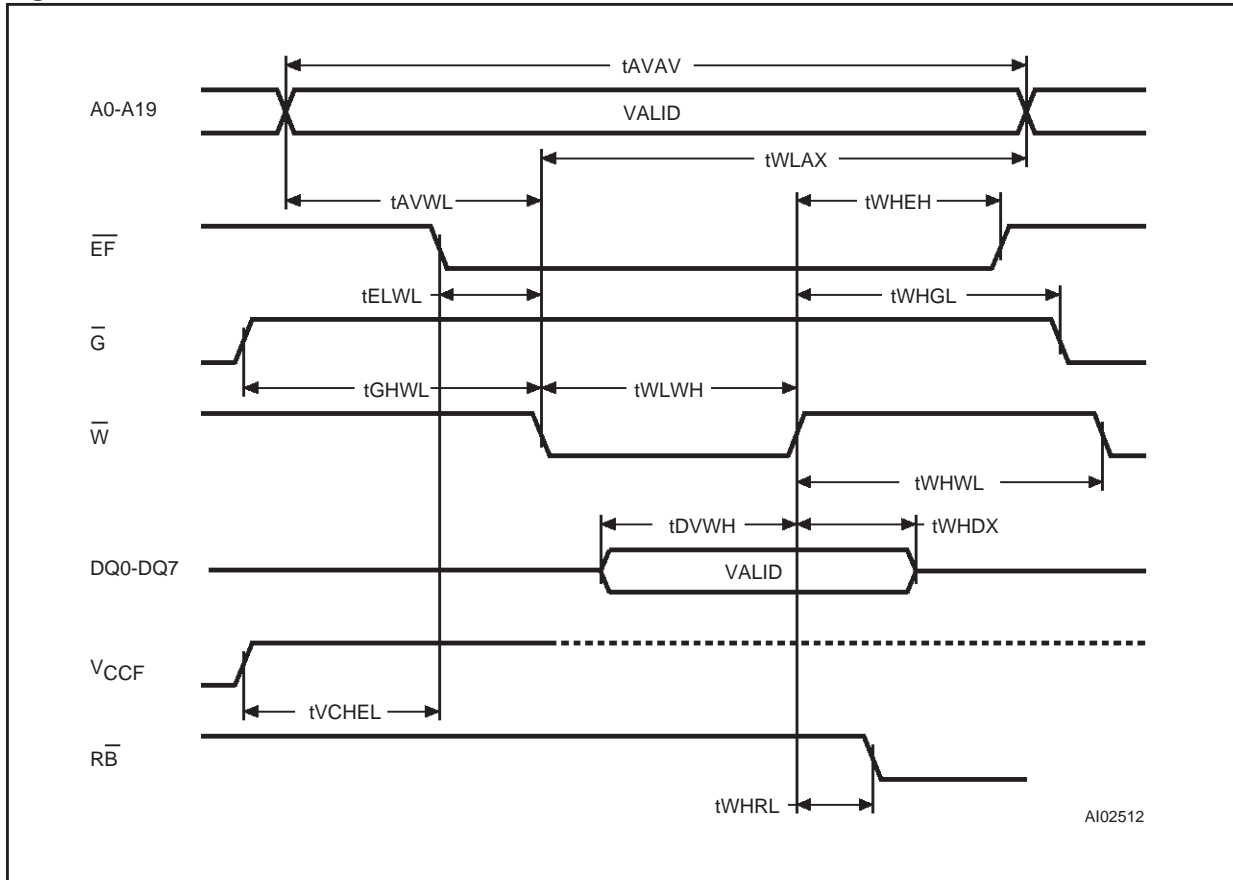 tAVAV
A0-A19
VALID
tWLAX
tAVWL
tWHEH
E̅F̅
tELWL
tWHGL
G̅
tGHWL
tWLWH
W̅
tWHWL
tDVWH
tWHDX
DQ0-DQ7
VALID
VCCF
tVCHEL
RB̅
tWHRL
AI02512